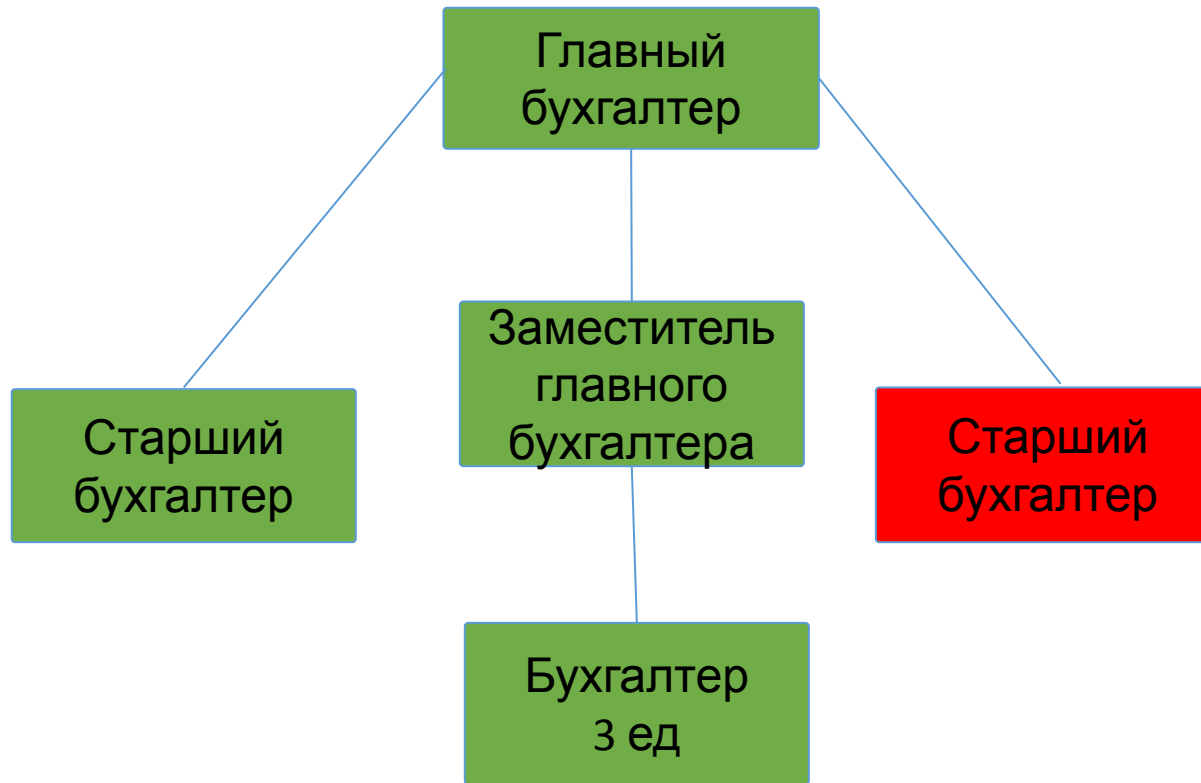 Главный
бухгалтер
Заместитель
главного
бухгалтера
Старший
бухгалтер
Старший
бухгалтер
Бухгалтер
3 ед